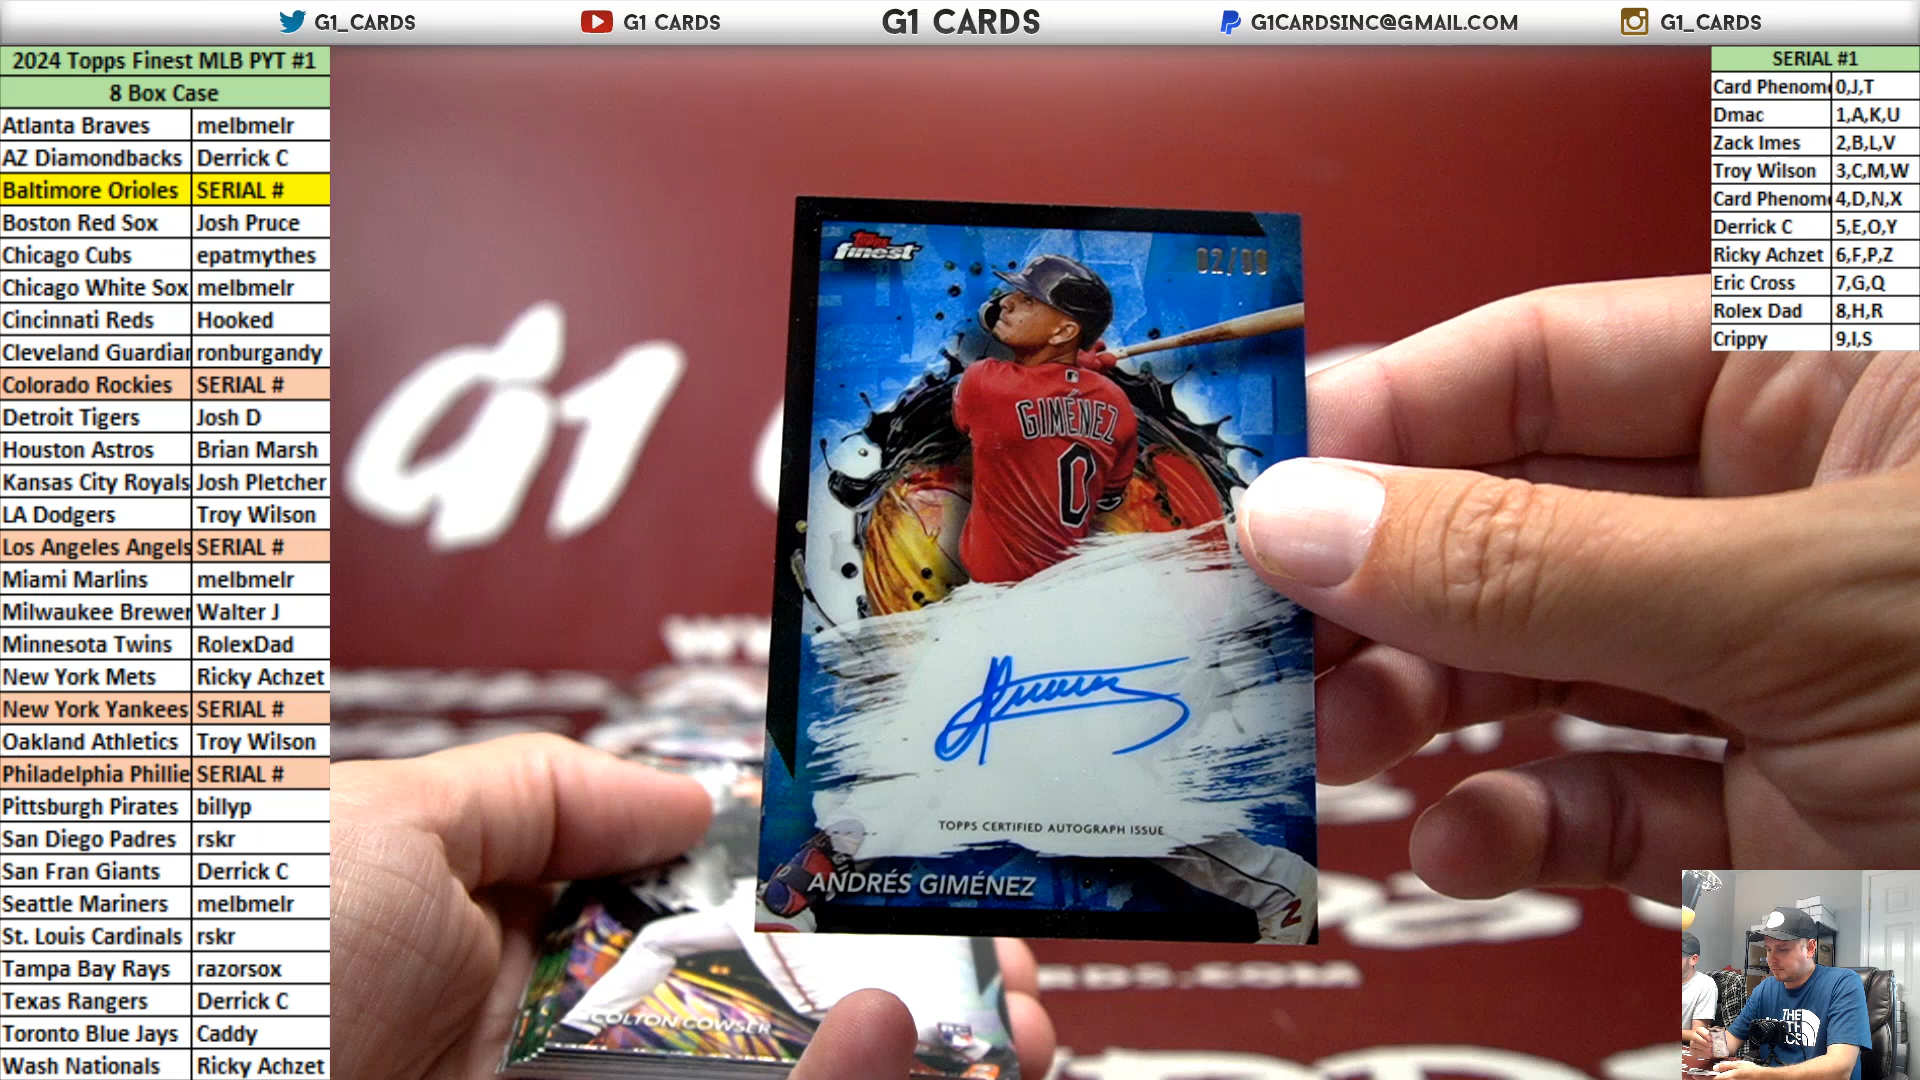 G1_CARDS
G1 CARDS
G1 CARDS
G1CARDSINC@GMAIL.COM
G1_CARDS
2024 Topps Finest MLB PYT #1
8 Box Case
Atlanta Braves melbmelr
AZ Diamondbacks Derrick C
Baltimore Orioles SERIAL #
Boston Red Sox Josh Pruce
Chicago Cubs epatmythes
Chicago White Sox melbmelr
Cincinnati Reds Hooked
Cleveland Guardian ronburgandy
Colorado Rockies SERIAL #
Detroit Tigers Josh D
Houston Astros Brian Marsh
Kansas City Royals Josh Pletcher
LA Dodgers Troy Wilson
Los Angeles Angels SERIAL #
Miami Marlins melbmelr
Milwaukee Brewer Walter J
Minnesota Twins RolexDad
New York Mets Ricky Achzet
New York Yankees SERIAL #
Oakland Athletics Troy Wilson
Philadelphia Phillie SERIAL #
Pittsburgh Pirates billyp
San Diego Padres rskr
San Fran Giants Derrick C
Seattle Mariners melbmelr
St. Louis Cardinals rskr
Tampa Bay Rays razorsox
Texas Rangers Derrick C
Toronto Blue Jays Caddy
Wash Nationals Ricky Achzet
SERIAL #1
Card Phenom 0,J,T
Dmac 1,A,K,U
Zack Imes 2,B,L,V
Troy Wilson 3,C,M,W
Card Phenom 4,D,N,X
Derrick C 5,E,O,Y
Ricky Achzet 6,F,P,Z
Eric Cross 7,G,Q
Rolex Dad 8,H,R
Crippy 9,I,S
Topps
finest
GIMÉNEZ
0
TOPPS CERTIFIED AUTOGRAPH ISSUE
ANDRÉS GIMÉNEZ
COLTON COWSER
G1
THE